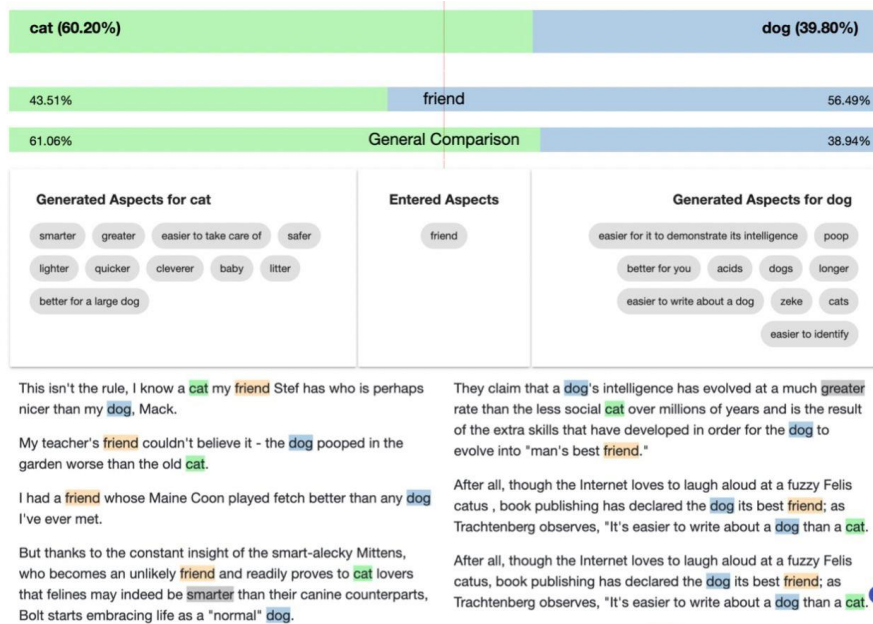 cat (60.20%)
dog (39.80%)
43.51%
friend
56.49%
61.06%
General Comparison
38.94%
Generated Aspects for cat
smarter
greater
easier to take care of
safer
lighter
quicker
cleverer
baby
litter
better for a large dog
Entered Aspects
friend
Generated Aspects for dog
easier for it to demonstrate its intelligence
poop
better for you
acids
dogs
longer
easier to write about a dog
zeke
cats
easier to identify
This isn't the rule, I know a cat my friend Stef has who is perhaps
nicer than my dog, Mack.
My teacher's friend couldn't believe it - the dog pooped in the
garden worse than the old cat.
I had a friend whose Maine Coon played fetch better than any dog
I've ever met.
But thanks to the constant insight of the smart-alecky Mittens,
who becomes an unlikely friend and readily proves to cat lovers
that felines may indeed be smarter than their canine counterparts,
Bolt starts embracing life as a "normal" dog.
They claim that a dog's intelligence has evolved at a much greater
rate than the less social cat over millions of years and is the result
of the extra skills that have developed in order for the dog to
evolve into "man's best friend."
After all, though the Internet loves to laugh aloud at a fuzzy Felis
catus , book publishing has declared the dog its best friend; as
Trachtenberg observes, "It's easier to write about a dog than a cat.
After all, though the Internet loves to laugh aloud at a fuzzy Felis
catus, book publishing has declared the dog its best friend; as
Trachtenberg observes, "It's easier to write about a dog than a cat.